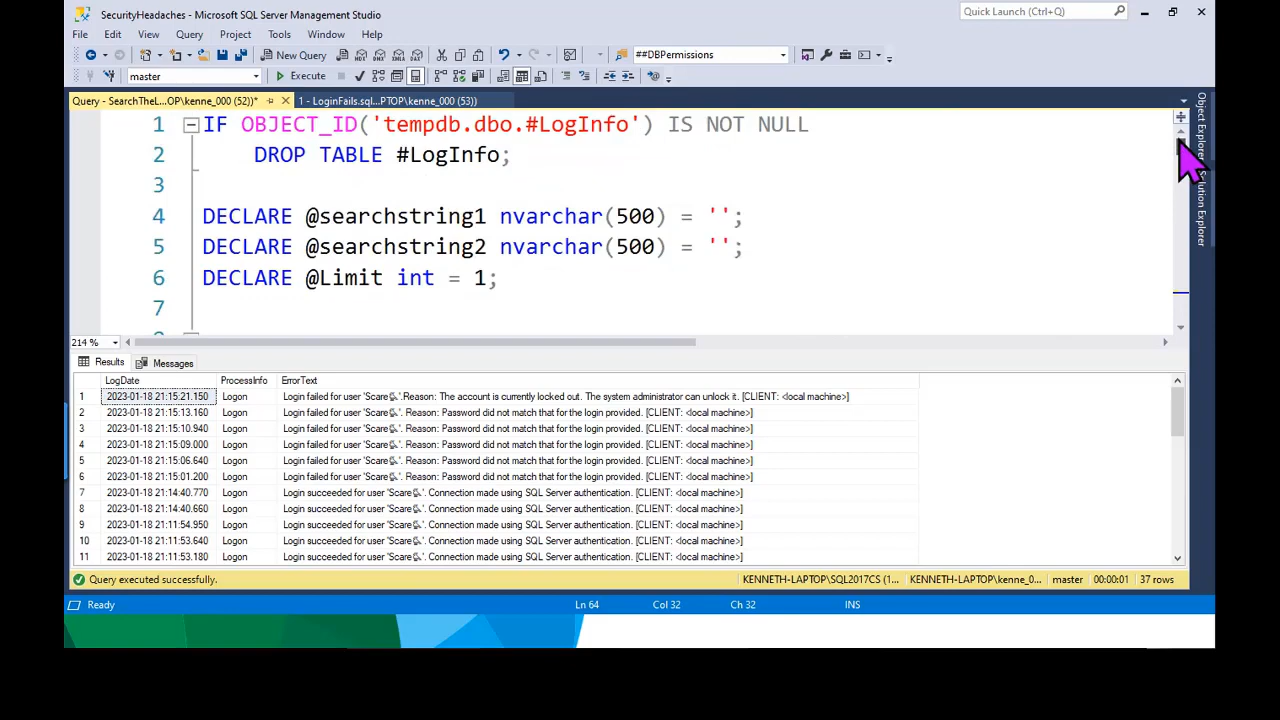 SecurityHeadaches - Microsoft SQL Server Management Studio
Quick Launch (Ctrl+Q)
File Edit View Query Project Tools Window Help
New Query
##DBPermissions
master
Execute
Query - SearchTheL...OP\kenne_000 (52))*
1 - LoginFails.sql...PTOP\kenne_000 (53))
Object Explorer
Solution Explorer
1 IF OBJECT_ID('tempdb.dbo.#LogInfo') IS NOT NULL
2 DROP TABLE #LogInfo;
3
4 DECLARE @searchstring1 nvarchar(500) = '';
5 DECLARE @searchstring2 nvarchar(500) = '';
6 DECLARE @Limit int = 1;
7
214 %
Results Messages
LogDate ProcessInfo ErrorText
1 2023-01-18 21:15:21.150 Logon Login failed for user 'Scare'.Reason: The account is currently locked out. The system administrator can unlock it. [CLIENT: <local machine>]
2 2023-01-18 21:15:13.160 Logon Login failed for user 'Scare'. Reason: Password did not match that for the login provided. [CLIENT: <local machine>]
3 2023-01-18 21:15:10.940 Logon Login failed for user 'Scare'. Reason: Password did not match that for the login provided. [CLIENT: <local machine>]
4 2023-01-18 21:15:09.000 Logon Login failed for user 'Scare'. Reason: Password did not match that for the login provided. [CLIENT: <local machine>]
5 2023-01-18 21:15:06.640 Logon Login failed for user 'Scare'. Reason: Password did not match that for the login provided. [CLIENT: <local machine>]
6 2023-01-18 21:15:01.200 Logon Login failed for user 'Scare'. Reason: Password did not match that for the login provided. [CLIENT: <local machine>]
7 2023-01-18 21:14:40.770 Logon Login succeeded for user 'Scare'. Connection made using SQL Server authentication. [CLIENT: <local machine>]
8 2023-01-18 21:14:40.660 Logon Login succeeded for user 'Scare'. Connection made using SQL Server authentication. [CLIENT: <local machine>]
9 2023-01-18 21:11:54.950 Logon Login succeeded for user 'Scare'. Connection made using SQL Server authentication. [CLIENT: <local machine>]
10 2023-01-18 21:11:53.440 Logon Login succeeded for user 'Scare'. Connection made using SQL Server authentication. [CLIENT: <local machine>]
11 2023-01-18 21:11:53.180 Logon Login succeeded for user 'Scare'. Connection made using SQL Server authentication. [CLIENT: <local machine>]
Query executed successfully.
KENNETH-LAPTOP\SQL2017CS (1... KENNETH-LAPTOP\kenne_0... master 00:00:01 37 rows
Ready Ln 64 Col 32 Ch 32 INS